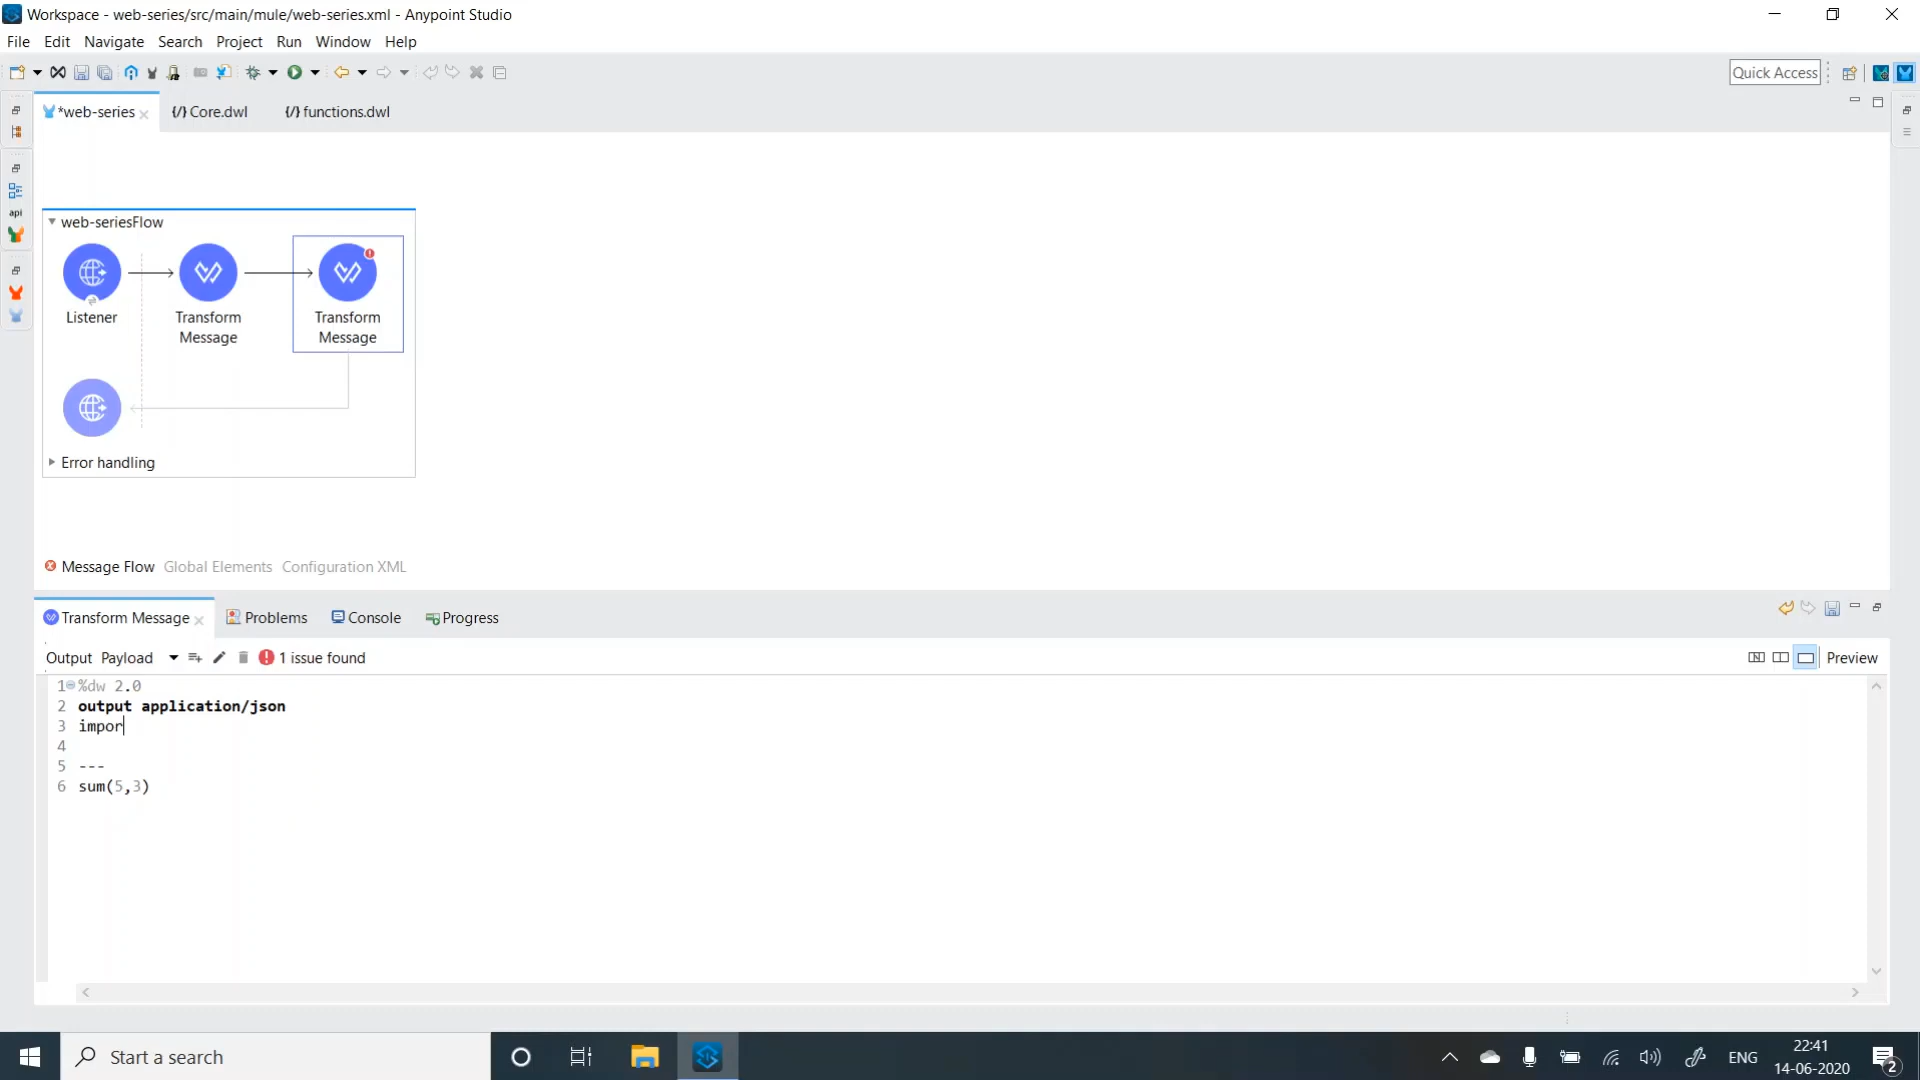 Workspace - web-series/src/main/mule/web-series.xml - Anypoint Studio
File Edit Navigate Search Project Run Window Help
Quick Access
*web-series Core.dwl functions.dwl
api
web-seriesFlow
Listener
Transform
Message
Transform
Message
Error handling
Message Flow Global Elements Configuration XML
Transform Message Problems Console Progress
Output Payload 1 issue found Preview
1 %dw 2.0
2 output application/json
3 impor
4
5 ---
6 sum(5,3)
Start a search
ENG
22:41
14-06-2020
2